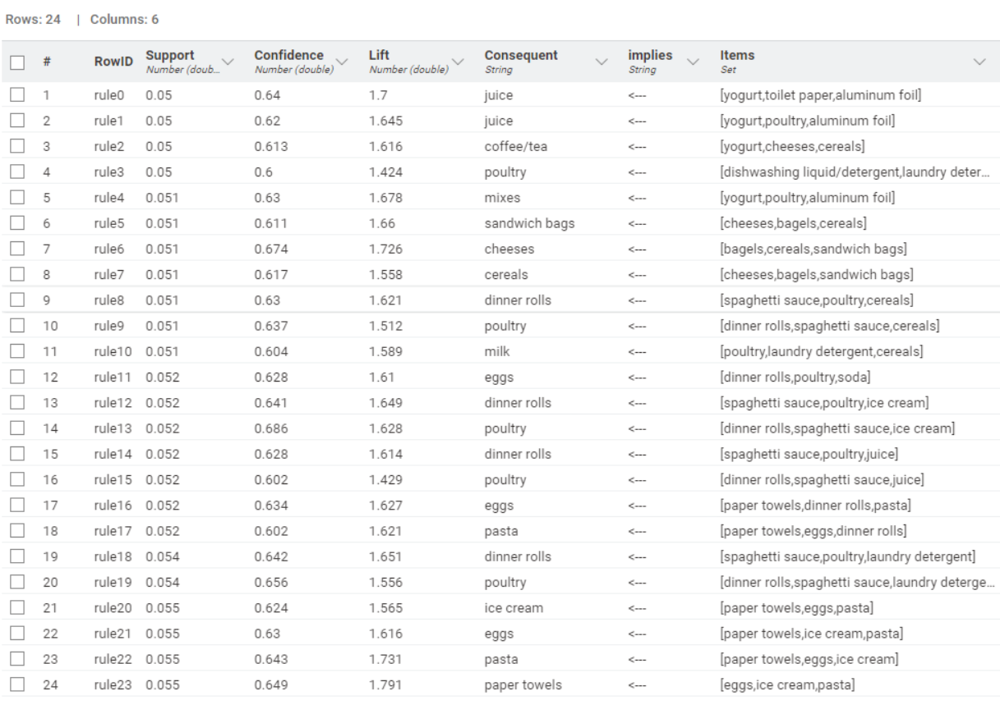 Rows: 24 | Columns: 6
# RowID Support Confidence Lift Consequent implies Items
Number (doub... Number (double) Number (double) String String Set
1 rule0 0.05 0.64 1.7 juice <--- [yogurt,toilet paper,aluminum foil]
2 rule1 0.05 0.62 1.645 juice <--- [yogurt,poultry,aluminum foil]
3 rule2 0.05 0.613 1.616 coffee/tea <--- [yogurt,cheeses,cereals]
4 rule3 0.05 0.6 1.424 poultry <--- [dishwashing liquid/detergent,laundry deter...
5 rule4 0.051 0.63 1.678 mixes <--- [yogurt,poultry,aluminum foil]
6 rule5 0.051 0.611 1.66 sandwich bags <--- [cheeses,bagels,cereals]
7 rule6 0.051 0.674 1.726 cheeses <--- [bagels,cereals,sandwich bags]
8 rule7 0.051 0.617 1.558 cereals <--- [cheeses,bagels,sandwich bags]
9 rule8 0.051 0.63 1.621 dinner rolls <--- [spaghetti sauce,poultry,cereals]
10 rule9 0.051 0.637 1.512 poultry <--- [dinner rolls,spaghetti sauce,cereals]
11 rule10 0.051 0.604 1.589 milk <--- [poultry,laundry detergent,cereals]
12 rule11 0.052 0.628 1.61 eggs <--- [dinner rolls,poultry,soda]
13 rule12 0.052 0.641 1.649 dinner rolls <--- [spaghetti sauce,poultry,ice cream]
14 rule13 0.052 0.686 1.628 poultry <--- [dinner rolls,spaghetti sauce,ice cream]
15 rule14 0.052 0.628 1.614 dinner rolls <--- [spaghetti sauce,poultry,juice]
16 rule15 0.052 0.602 1.429 poultry <--- [dinner rolls,spaghetti sauce,juice]
17 rule16 0.052 0.634 1.627 eggs <--- [paper towels,dinner rolls,pasta]
18 rule17 0.052 0.602 1.621 pasta <--- [paper towels,eggs,dinner rolls]
19 rule18 0.054 0.642 1.651 dinner rolls <--- [spaghetti sauce,poultry,laundry detergent]
20 rule19 0.054 0.656 1.556 poultry <--- [dinner rolls,spaghetti sauce,laundry deterge...
21 rule20 0.055 0.624 1.565 ice cream <--- [paper towels,eggs,pasta]
22 rule21 0.055 0.63 1.616 eggs <--- [paper towels,ice cream,pasta]
23 rule22 0.055 0.643 1.731 pasta <--- [paper towels,eggs,ice cream]
24 rule23 0.055 0.649 1.791 paper towels <--- [eggs,ice cream,pasta]